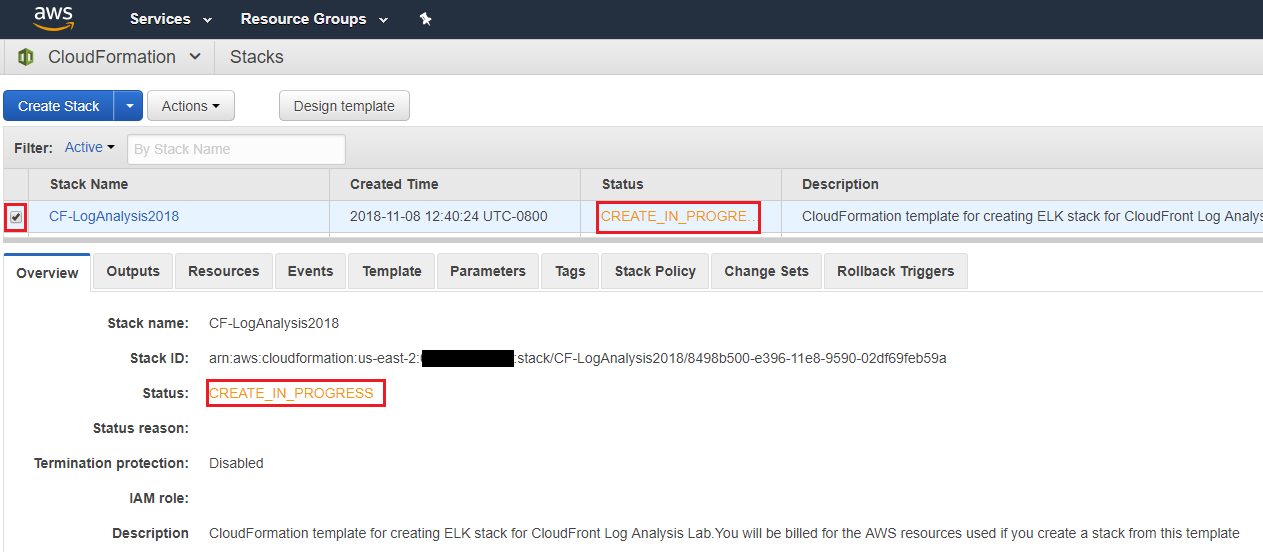 aws Services Resource Groups
CloudFormation Stacks
Create Stack Actions Design template
Filter: Active By Stack Name
Stack Name Created Time Status Description
CF-LogAnalysis2018 2018-11-08 12:40:24 UTC-0800 CREATE_IN_PROGRE... CloudFormation template for creating ELK stack for CloudFront Log Analys
Overview Outputs Resources Events Template Parameters Tags Stack Policy Change Sets Rollback Triggers
Stack name: CF-LogAnalysis2018
Stack ID: arn:aws:cloudformation:us-east-2: :stack/CF-LogAnalysis2018/8498b500-e396-11e8-9590-02df69feb59a
Status: CREATE_IN_PROGRESS
Status reason:
Termination protection: Disabled
IAM role:
Description CloudFormation template for creating ELK stack for CloudFront Log Analysis Lab.You will be billed for the AWS resources used if you create a stack from this template